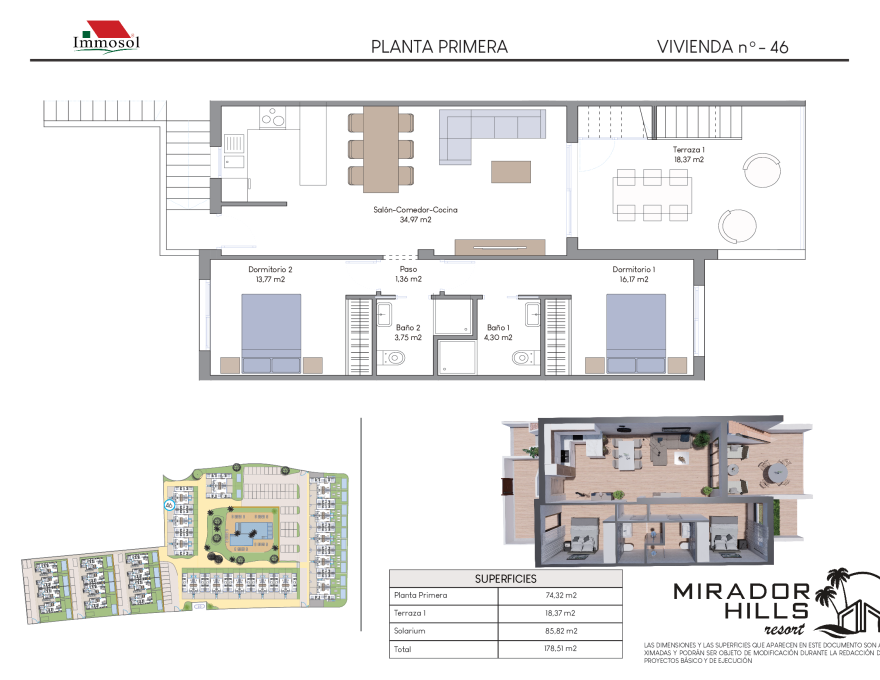 Immosol
PLANTA PRIMERA
VIVIENDA nº - 46
Terraza 1
18,37 m2
Salón-Comedor-Cocina
34,97 m2
Dormitorio 2
13,77 m2
Paso
1,36 m2
Dormitorio 1
16,17 m2
Baño 2
3,75 m2
Baño 1
4,30 m2
46
SUPERFICIES
Planta Primera 74,32 m2
Terraza 1 18,37 m2
Solarium 85,82 m2
Total 178,51 m2
MIRADOR
HILLS
resort
LAS DIMENSIONES Y LAS SUPERFICIES QUE APARECEN EN ESTE DOCUMENTO SON A
XIMADAS Y PODRÁN SER OBJETO DE MODIFICACIÓN DURANTE LA REDACCIÓN D
PROYECTOS BÁSICO Y DE EJECUCIÓN